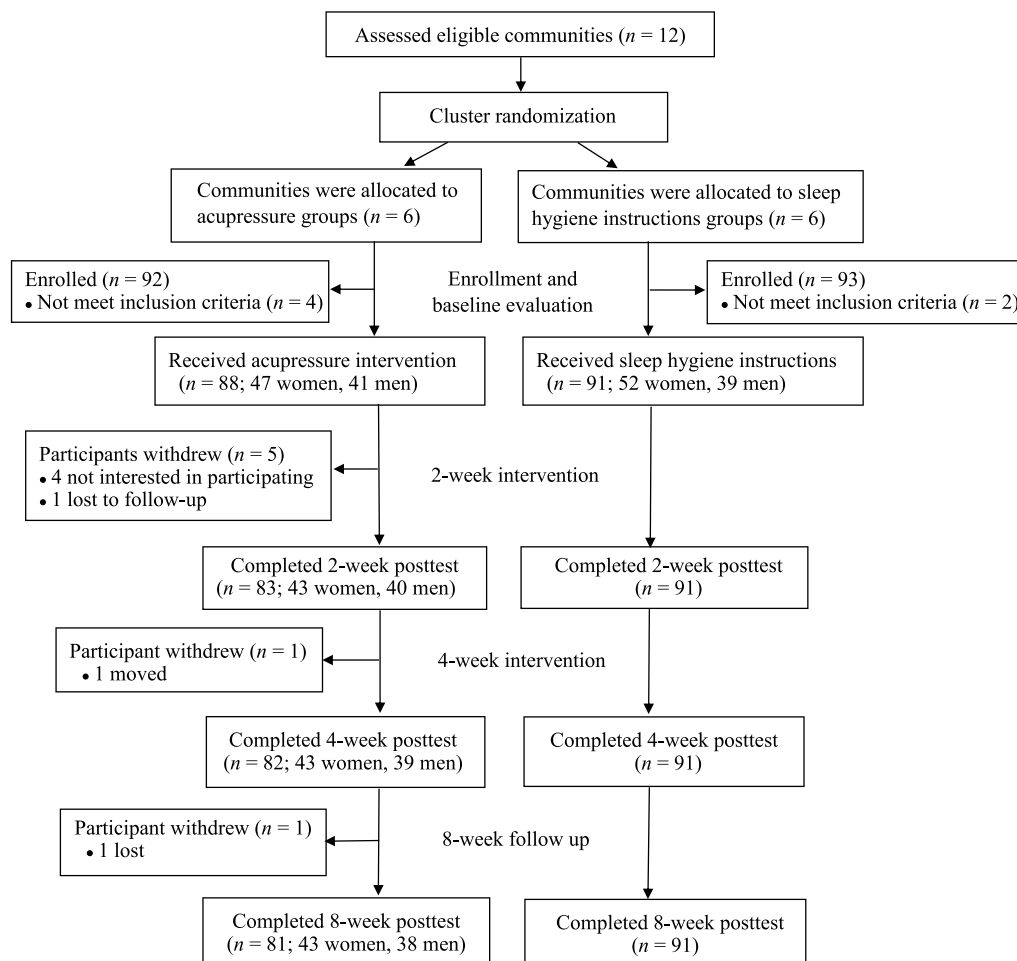 Assessed eligible communities (n = 12)
Cluster randomization
Communities were allocated to
acupressure groups (n = 6)
Communities were allocated to sleep
hygiene instructions groups (n = 6)
Enrolled (n = 92)
• Not meet inclusion criteria (n = 4)
Enrollment and
baseline evaluation
Enrolled (n = 93)
• Not meet inclusion criteria (n = 2)
Received acupressure intervention
(n = 88; 47 women, 41 men)
Received sleep hygiene instructions
(n = 91; 52 women, 39 men)
Participants withdrew (n = 5)
• 4 not interested in participating
• 1 lost to follow-up
2-week intervention
Completed 2-week posttest
(n = 83; 43 women, 40 men)
Completed 2-week posttest
(n = 91)
Participant withdrew (n = 1)
• 1 moved
4-week intervention
Completed 4-week posttest
(n = 82; 43 women, 39 men)
Completed 4-week posttest
(n = 91)
Participant withdrew (n = 1)
• 1 lost
8-week follow up
Completed 8-week posttest
(n = 81; 43 women, 38 men)
Completed 8-week posttest
(n = 91)